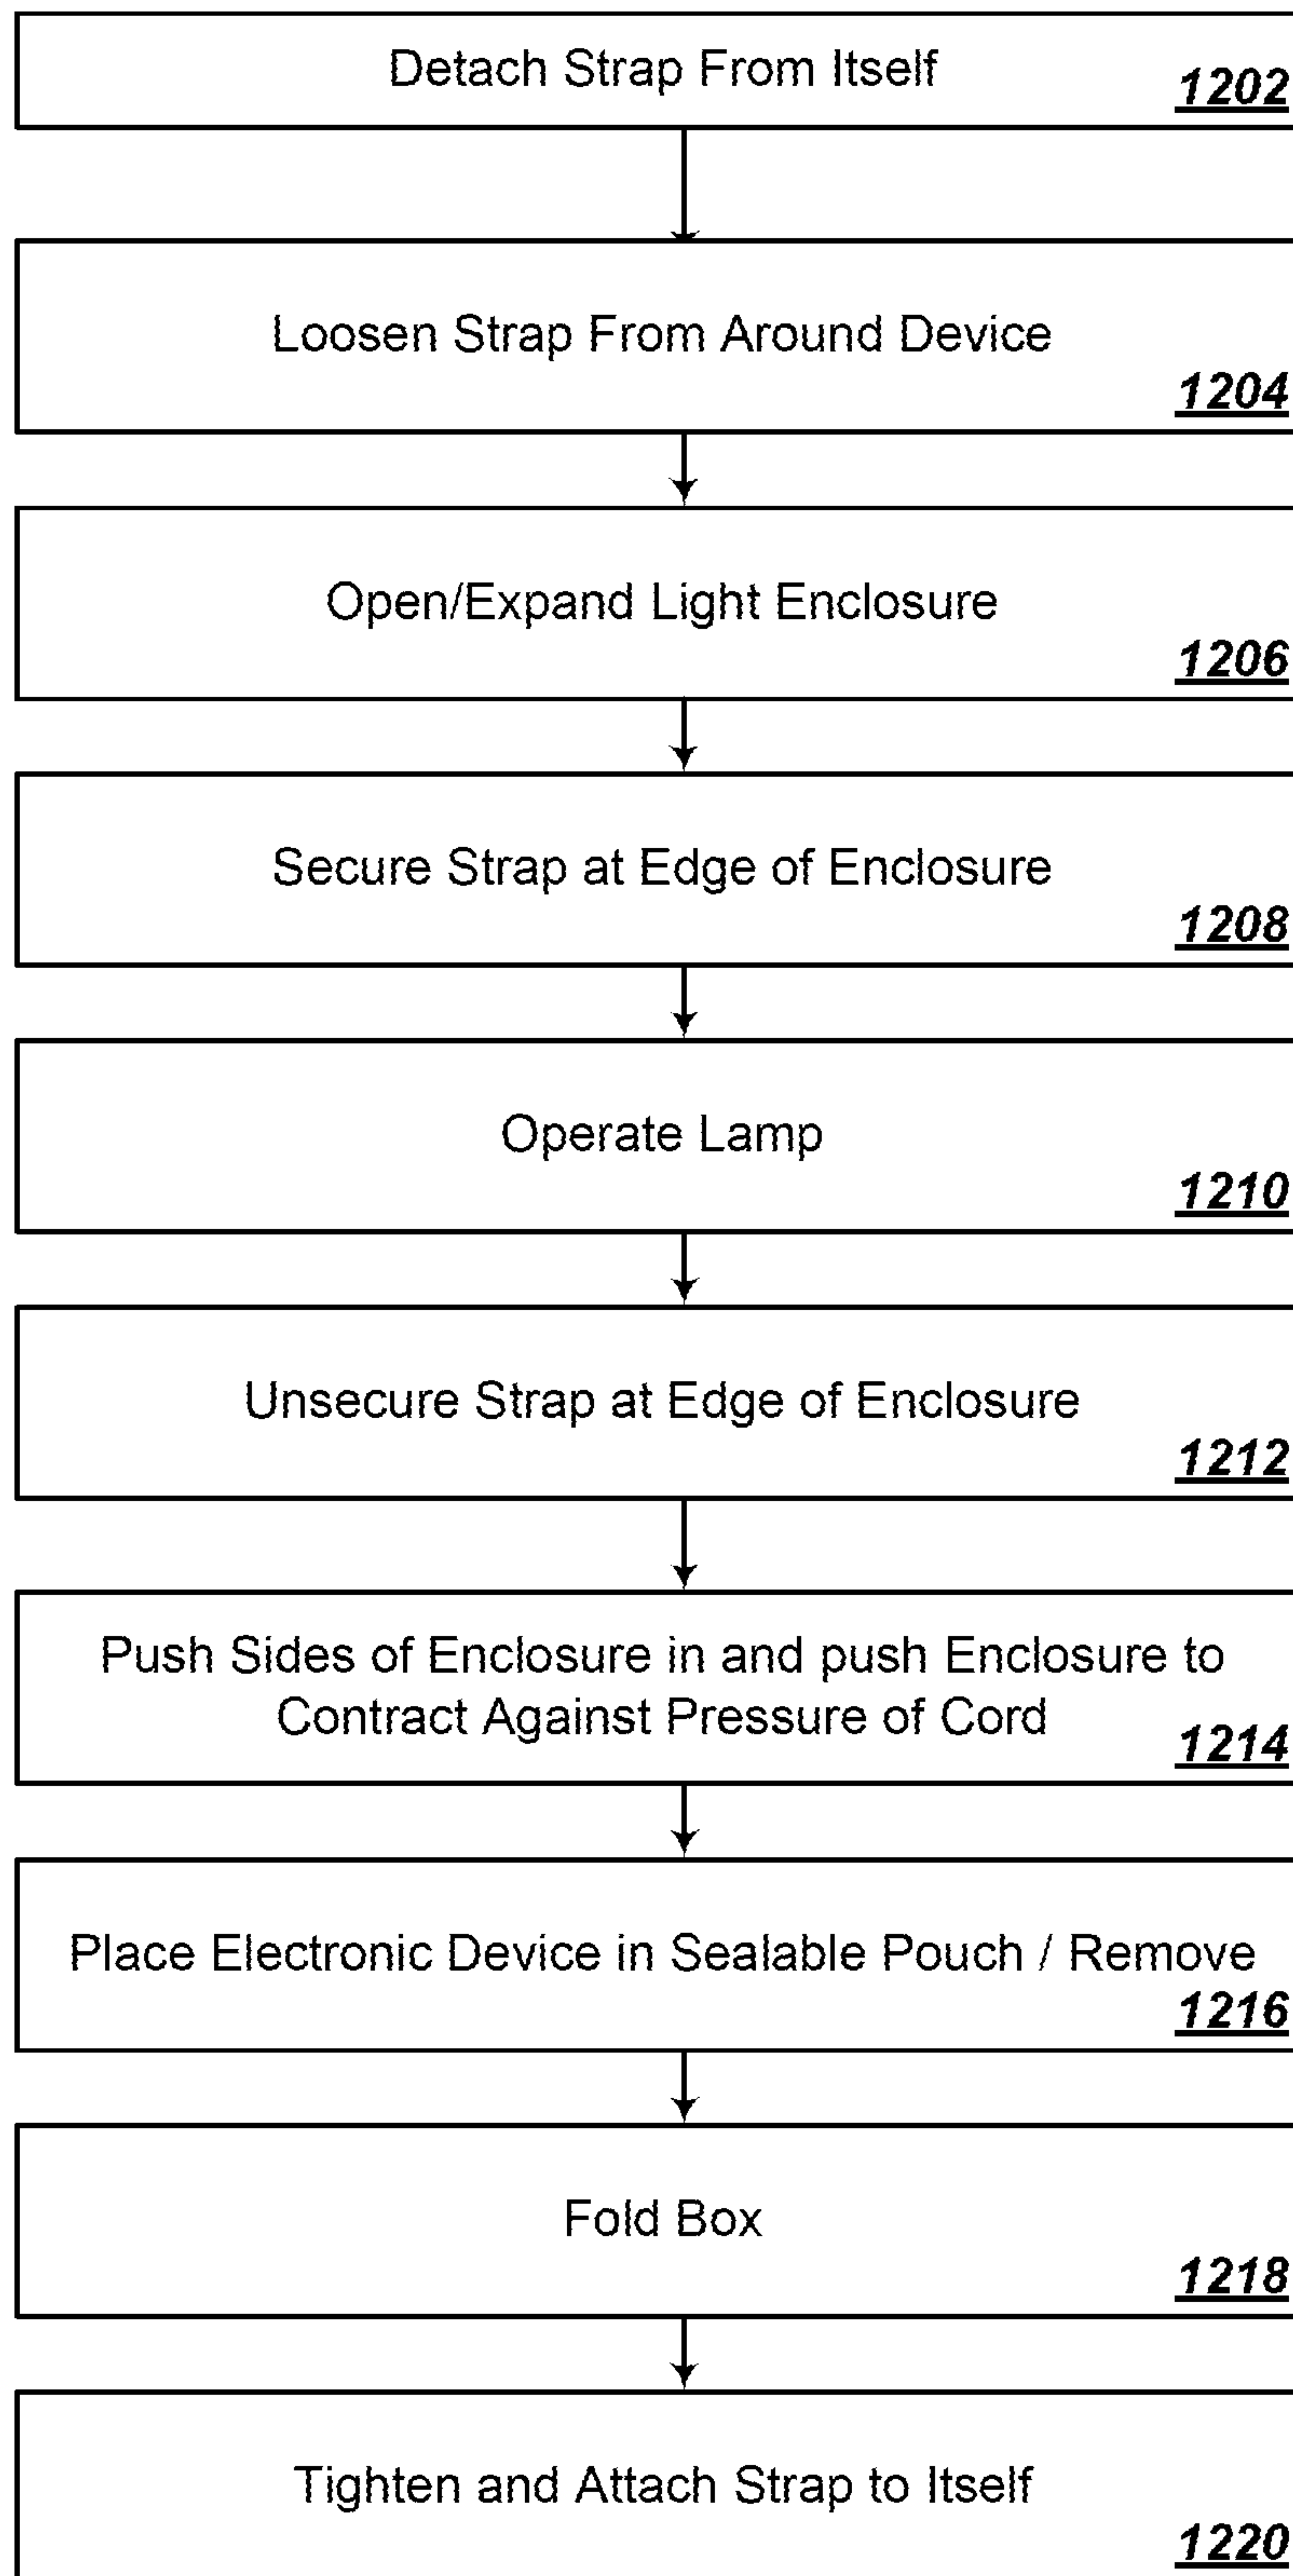 Detach Strap From Itself
1202
Loosen Strap From Around Device
1204
Open/Expand Light Enclosure
1206
Secure Strap at Edge of Enclosure
1208
Operate Lamp
1210
Unsecure Strap at Edge of Enclosure
1212
Push Sides of Enclosure in and push Enclosure to
Contract Against Pressure of Cord
1214
Place Electronic Device in Sealable Pouch / Remove
1216
Fold Box
1218
Tighten and Attach Strap to Itself
1220